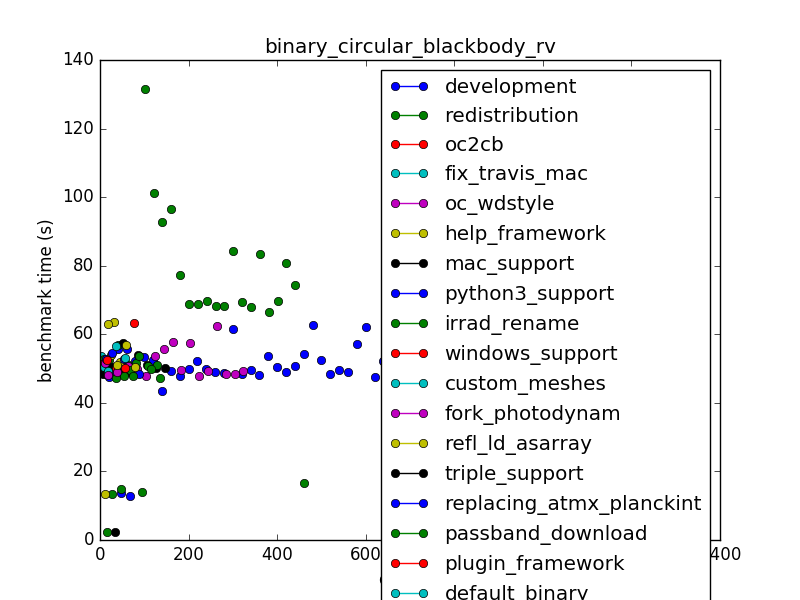 binary_circular_blackbody_rv
benchmark time (s)
140
120
100
80
60
40
20
0
0
200
400
600
400
development
redistribution
oc2cb
fix_travis_mac
oc_wdstyle
help_framework
mac_support
python3_support
irrad_rename
windows_support
custom_meshes
fork_photodynam
refl_ld_asarray
triple_support
replacing_atmx_planckint
passband_download
plugin_framework
default_binary